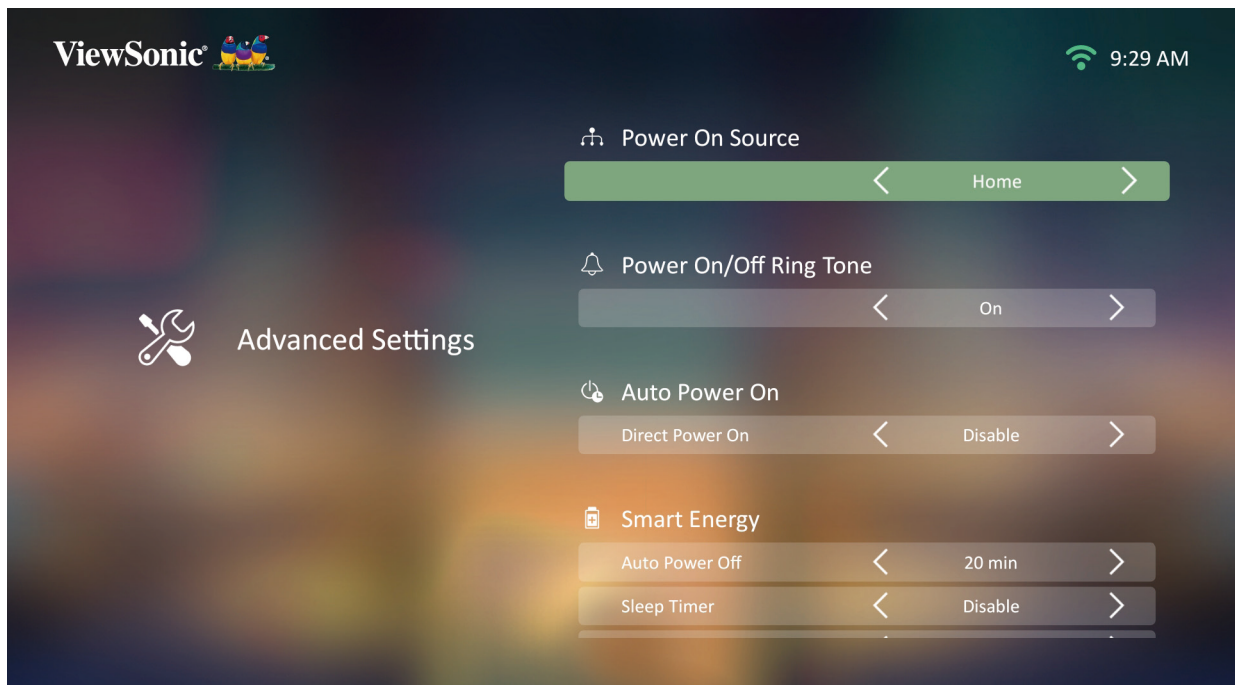 ViewSonic®
9:29 AM
Power On Source
Home
Power On/Off Ring Tone
On
Advanced Settings
Auto Power On
Direct Power On Disable
Smart Energy
Auto Power Off 20 min
Sleep Timer Disable